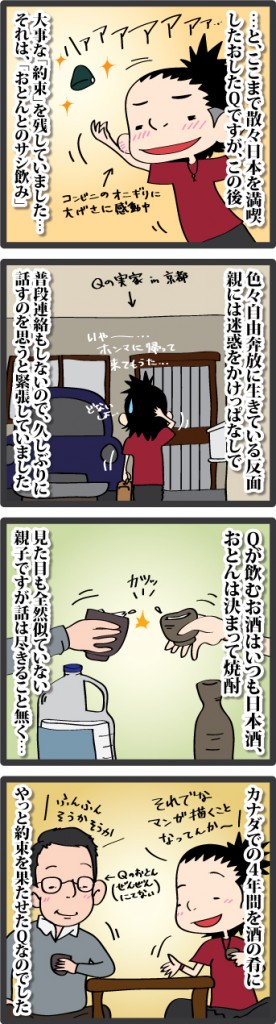 …と、ここまで散々日本を満喫
したおしたQですが、この後
ハァァァァァァァ…
大事な「約束」を残していました…
それは、「おとんとのサシ飲み」
コンビニのオニギリに
大げさに感動中
色々自由奔放に生きている反面
親には迷惑をかけっぱなしで
Qの実家 in 京都
りゃ――…
ホンマに帰って
来てもうた…
どない
しよ…
普段連絡もしないので、久しぶりに
話すのを思うと緊張していました
Qが飲むお酒はいつも日本酒、
おとんは決まって焼酎
カツッ
見た目も全然似ていない
親子ですが話は尽きること無く…
カナダでの4年間を酒の肴に
それでな
マンが描くこと
なってんか〜
ふんふん
そうかそうか
Qのおとん
(ぜんぜん
にてない)
やっと約束を果たせたQなのでした